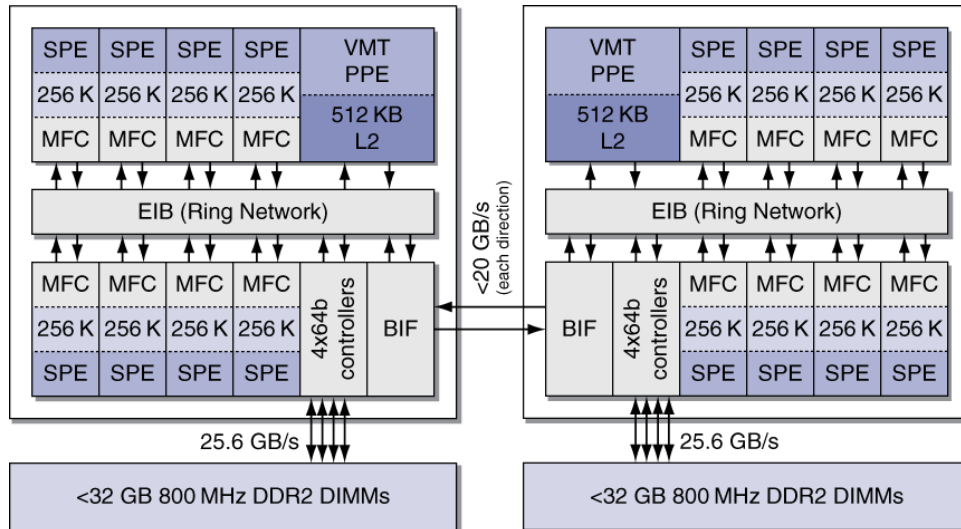 SPE SPE SPE SPE VMT PPE
256 K 256 K 256 K 256 K 512 KB L2
MFC MFC MFC MFC
EIB (Ring Network)
MFC MFC MFC MFC 4x64b controllers BIF
256 K 256 K 256 K 256 K
SPE SPE SPE SPE
25.6 GB/s
<32 GB 800 MHz DDR2 DIMMs
<20 GB/s
(each direction)
VMT PPE SPE SPE SPE SPE
512 KB L2 256 K 256 K 256 K 256 K
MFC MFC MFC MFC
EIB (Ring Network)
BIF 4x64b controllers MFC MFC MFC MFC
256 K 256 K 256 K 256 K
SPE SPE SPE SPE
25.6 GB/s
<32 GB 800 MHz DDR2 DIMMs